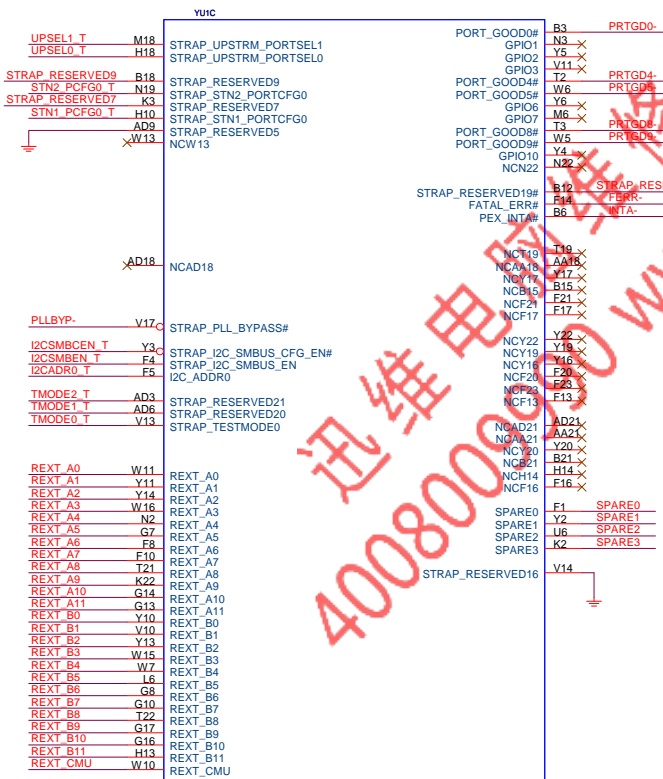 YU1C
UPSEL1_T M18 STRAP_UPSTRM_PORTSEL1
UPSEL0_T H18 STRAP_UPSTRM_PORTSEL0
STRAP_RESERVED9 B18 STRAP_RESERVED9
STN2_PCFG0_T N19 STRAP_STN2_PORTCFG0
STRAP_RESERVED7 K3 STRAP_RESERVED7
STN1_PCFG0_T H10 STRAP_STN1_PORTCFG0
AD9 STRAP_RESERVED5
W13 NCW13
AD18 NCAD18
PLLBYP- V17 STRAP_PLL_BYPASS#
I2CSMBCEN_T Y3 STRAP_I2C_SMBUS_CFG_EN#
I2CSMBEN_T F4 STRAP_I2C_SMBUS_EN
I2CADR0_T F5 I2C_ADDR0
TMODE2_T AD3 STRAP_RESERVED21
TMODE1_T AD6 STRAP_RESERVED20
TMODE0_T V13 STRAP_TESTMODE0
REXT_A0 W11 REXT_A0
REXT_A1 Y11 REXT_A1
REXT_A2 Y14 REXT_A2
REXT_A3 W16 REXT_A3
REXT_A4 N2 REXT_A4
REXT_A5 G7 REXT_A5
REXT_A6 F8 REXT_A6
REXT_A7 F10 REXT_A7
REXT_A8 T21 REXT_A8
REXT_A9 K22 REXT_A9
REXT_A10 G14 REXT_A10
REXT_A11 G13 REXT_A11
REXT_B0 Y10 REXT_B0
REXT_B1 V10 REXT_B1
REXT_B2 Y13 REXT_B2
REXT_B3 W15 REXT_B3
REXT_B4 W7 REXT_B4
REXT_B5 L6 REXT_B5
REXT_B6 G8 REXT_B6
REXT_B7 G10 REXT_B7
REXT_B8 T22 REXT_B8
REXT_B9 G17 REXT_B9
REXT_B10 G16 REXT_B10
REXT_B11 H13 REXT_B11
REXT_CMU W10 REXT_CMU
PORT_GOOD0# B3 PRTGD0-
GPIO1 N3
GPIO2 Y5
GPIO3 V11
PORT_GOOD4# T2 PRTGD4-
PORT_GOOD5# W6 PRTGD5-
GPIO6 Y6
GPIO7 M6
PORT_GOOD8# T3 PRTGD8-
PORT_GOOD9# W5 PRTGD9-
GPIO10 Y4
NCN22 N22
STRAP_RESERVED19# B12 STRAP_RES
FATAL_ERR# F14 FERR-
PEX_INTA# B6 INTA-
NCT19 T19
NCAA18 AA18
NCY17 Y17
NCB15 B15
NCF21 F21
NCF17 F17
NCY22 Y22
NCY19 Y19
NCY16 Y16
NCF20 F20
NCF23 F23
NCF13 F13
NCAD21 AD21
NCAA21 AA21
NCY20 Y20
NCB21 B21
NCH14 H14
NCF16 F16
SPARE0 F1 SPARE0
SPARE1 Y2 SPARE1
SPARE2 U6 SPARE2
SPARE3 K2 SPARE3
STRAP_RESERVED16 V14
迅维电脑维修
4008009990 w